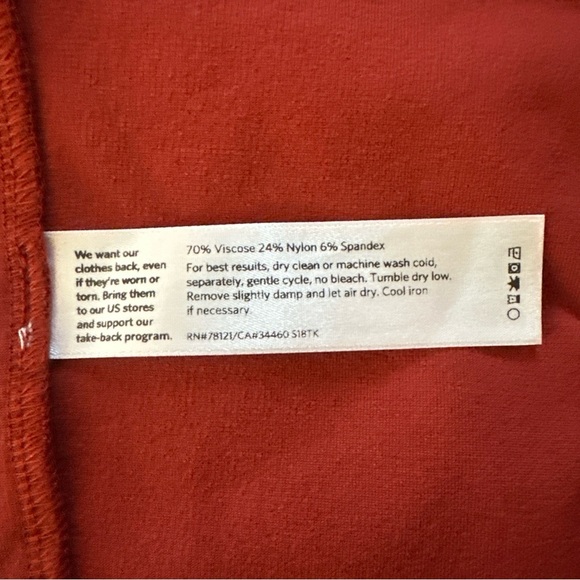 We want our
clothes back, even
if they're worn or
torn. Bring them
to our US stores
and support our
take-back program.
70% Viscose 24% Nylon 6% Spandex
For best results, dry clean or machine wash cold,
separately, gentle cycle, no bleach. Tumble dry low.
Remove slightly damp and let air dry. Cool iron
if necessary.
RN#78121/CA#34460 S18TK